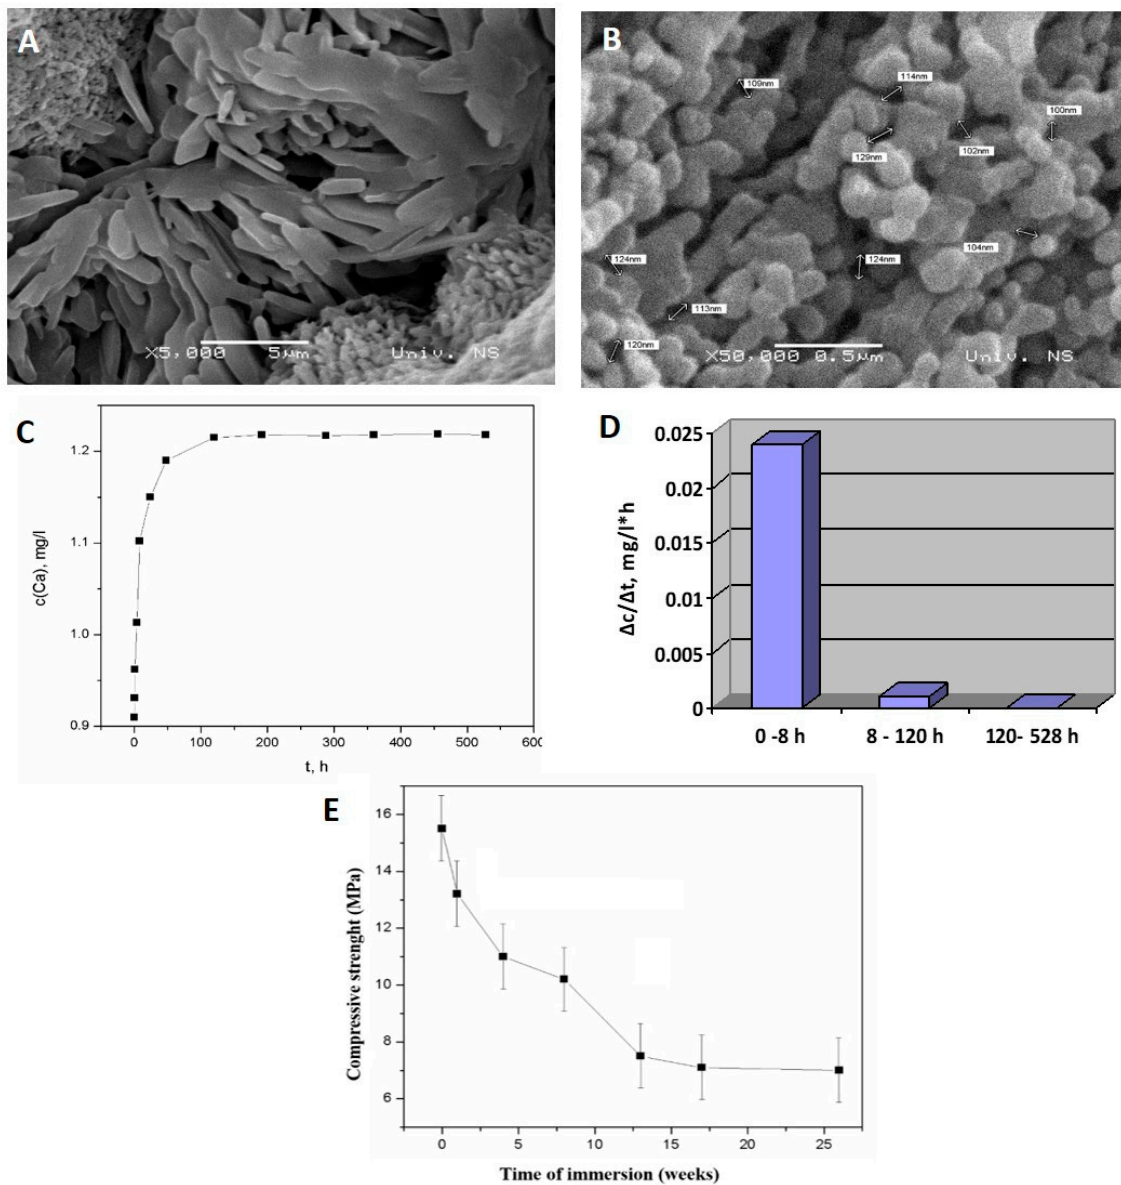 A
X5,000 5µm Univ. NS
B
109nm
114nm
100nm
129nm
102nm
104nm
124nm
124nm
113nm
120nm
X50,000 0.5µm Univ. NS
C
c(Ca), mg/l
1.2
1.1
1.0
0.9
0 100 200 300 400 500 600
t, h
D
Δc/Δt, mg/l*h
0.025
0.02
0.015
0.01
0.005
0
0 -8 h 8 - 120 h 120- 528 h
E
Compressive strenght (MPa)
16
14
12
10
8
6
0 5 10 15 20 25
Time of immersion (weeks)